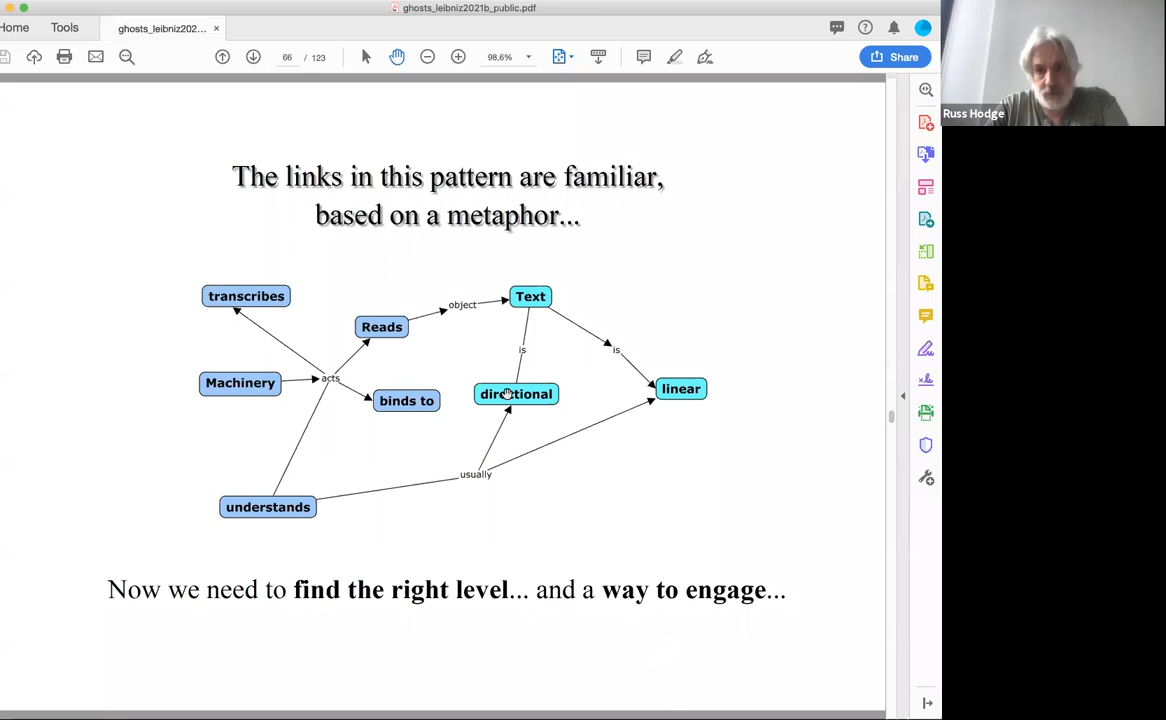 ghosts_leibniz2021b_public.pdf
Home
Tools
ghosts_leibniz202...
66 / 123
98,6%
Share
Russ Hodge
The links in this pattern are familiar,
based on a metaphor...
transcribes
Reads
object
Text
is
is
Machinery
acts
binds to
directional
linear
usually
understands
Now we need to find the right level... and a way to engage...